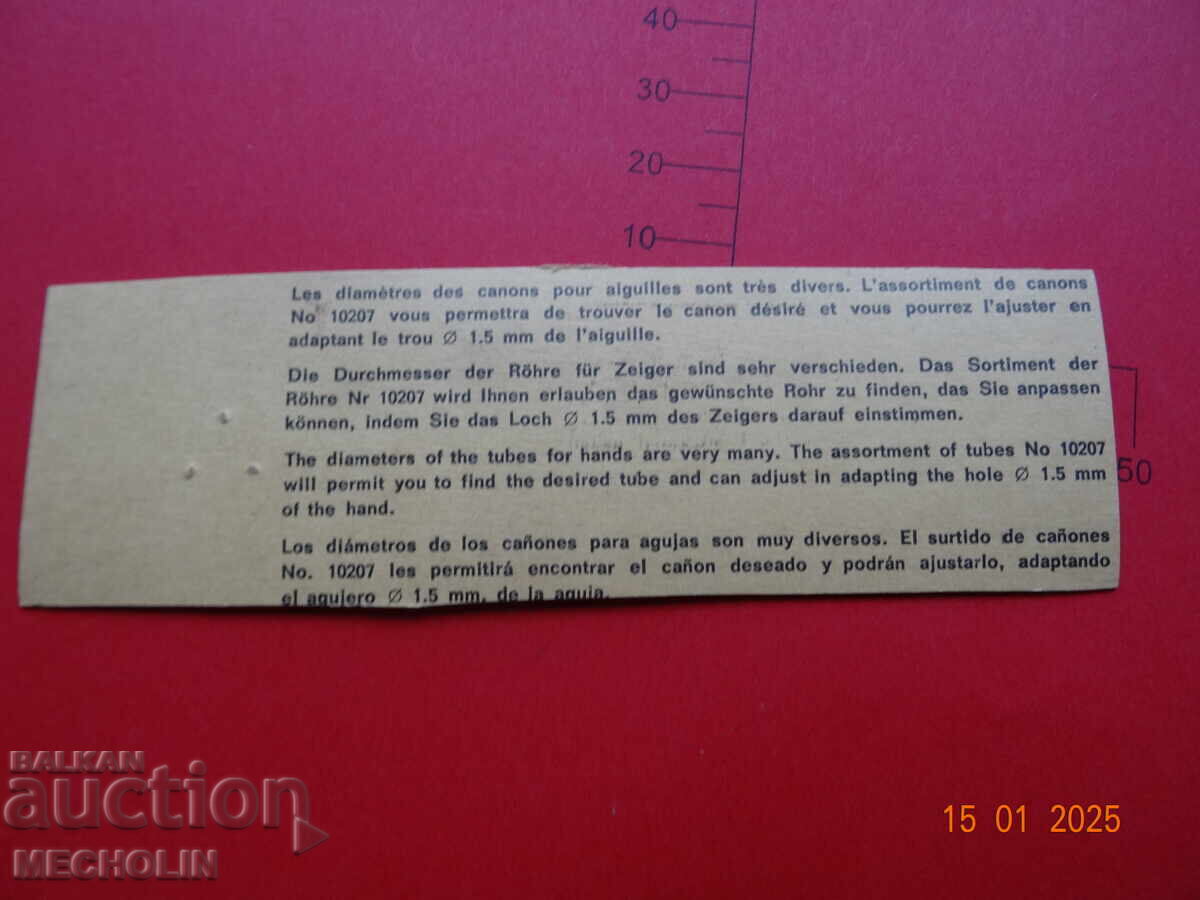 40
30
20
10
Les diamètres des canons pour aiguilles sont très divers. L'assortiment de canons
No 10207 vous permettra de trouver le canon désiré et vous pourrez l'ajuster en
adaptant le trou ∅ 1.5 mm de l'aiguille.
Die Durchmesser der Röhre für Zeiger sind sehr verschieden. Das Sortiment der
Röhre Nr 10207 wird Ihnen erlauben das gewünschte Rohr zu finden, das Sie anpassen
können, indem Sie das Loch ∅ 1.5 mm des Zeigers darauf einstimmen.
The diameters of the tubes for hands are very many. The assortment of tubes No 10207
will permit you to find the desired tube and can adjust in adapting the hole ∅ 1.5 mm
of the hand.
Los diámetros de los cañones para agujas son muy diversos. El surtido de cañones
No. 10207 les permitirá encontrar el cañon deseado y podrán ajustarlo, adaptando
el agujero ∅ 1.5 mm. de la aguja.
50
BALKAN
auction
MECHOLIN
15 01 2025